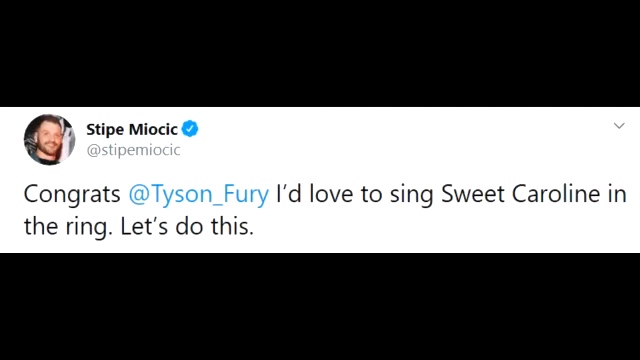 Stipe Miocic
@stipemiocic
Congrats @Tyson_Fury I’d love to sing Sweet Caroline in
the ring. Let’s do this.